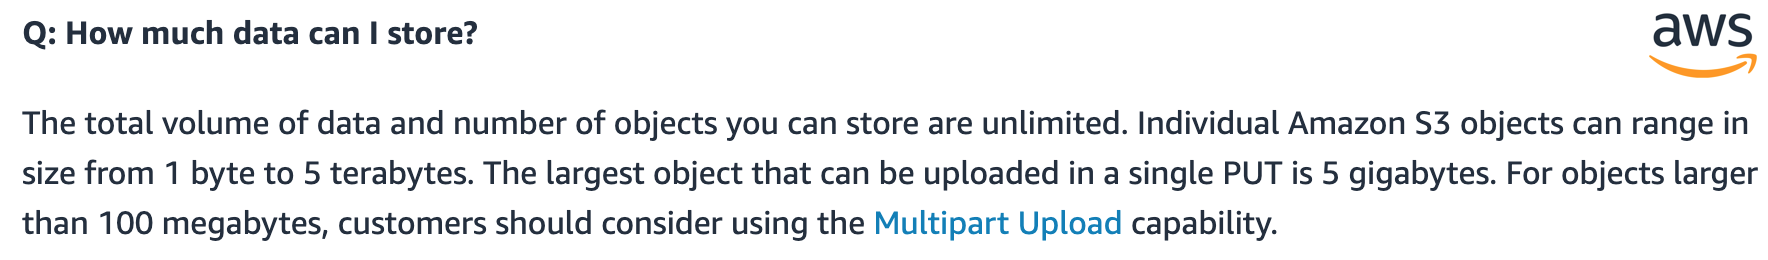 Q: How much data can I store?
aws
The total volume of data and number of objects you can store are unlimited. Individual Amazon S3 objects can range in
size from 1 byte to 5 terabytes. The largest object that can be uploaded in a single PUT is 5 gigabytes. For objects larger
than 100 megabytes, customers should consider using the Multipart Upload capability.